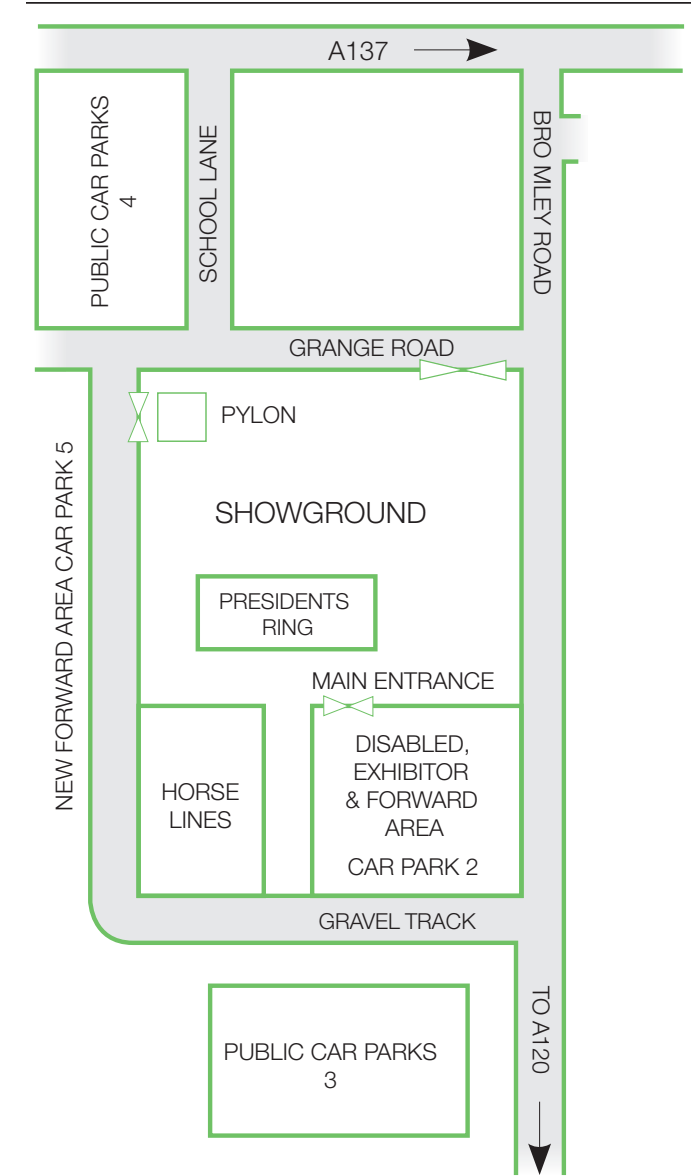 A137
PUBLIC CAR PARKS
4
SCHOOL LANE
BRO MLEY ROAD
GRANGE ROAD
PYLON
SHOWGROUND
NEW FORWARD AREA CAR PARK 5
PRESIDENTS
RING
MAIN ENTRANCE
HORSE
LINES
DISABLED,
EXHIBITOR
& FORWARD
AREA
CAR PARK 2
GRAVEL TRACK
PUBLIC CAR PARKS
3
TO A120